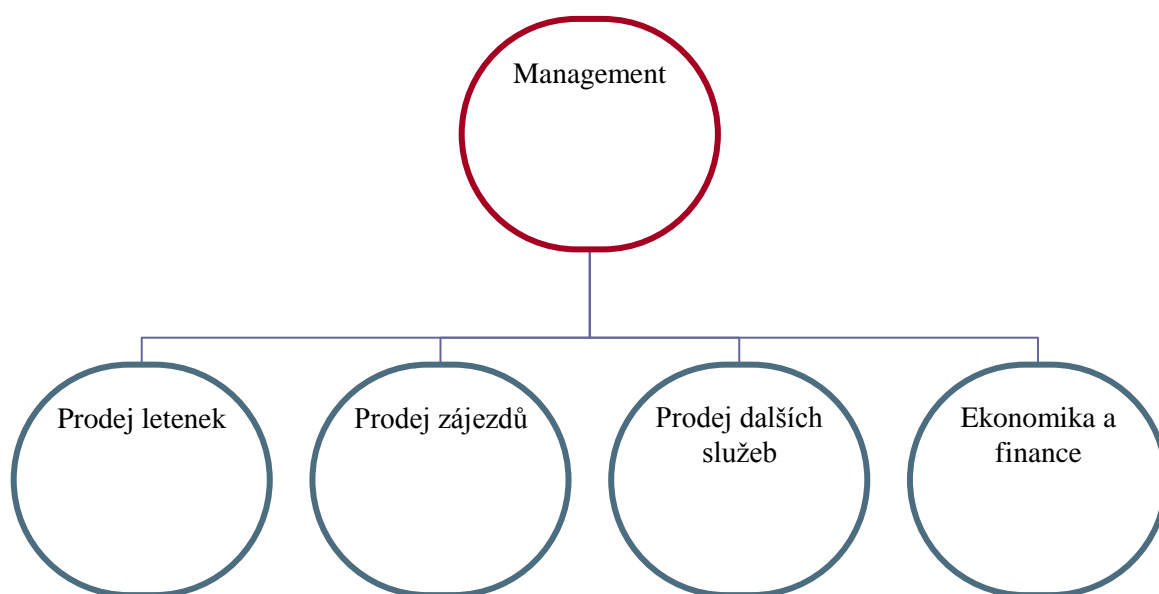 Management
Prodej letenek
Prodej zájezdů
Prodej dalších
služeb
Ekonomika a
finance